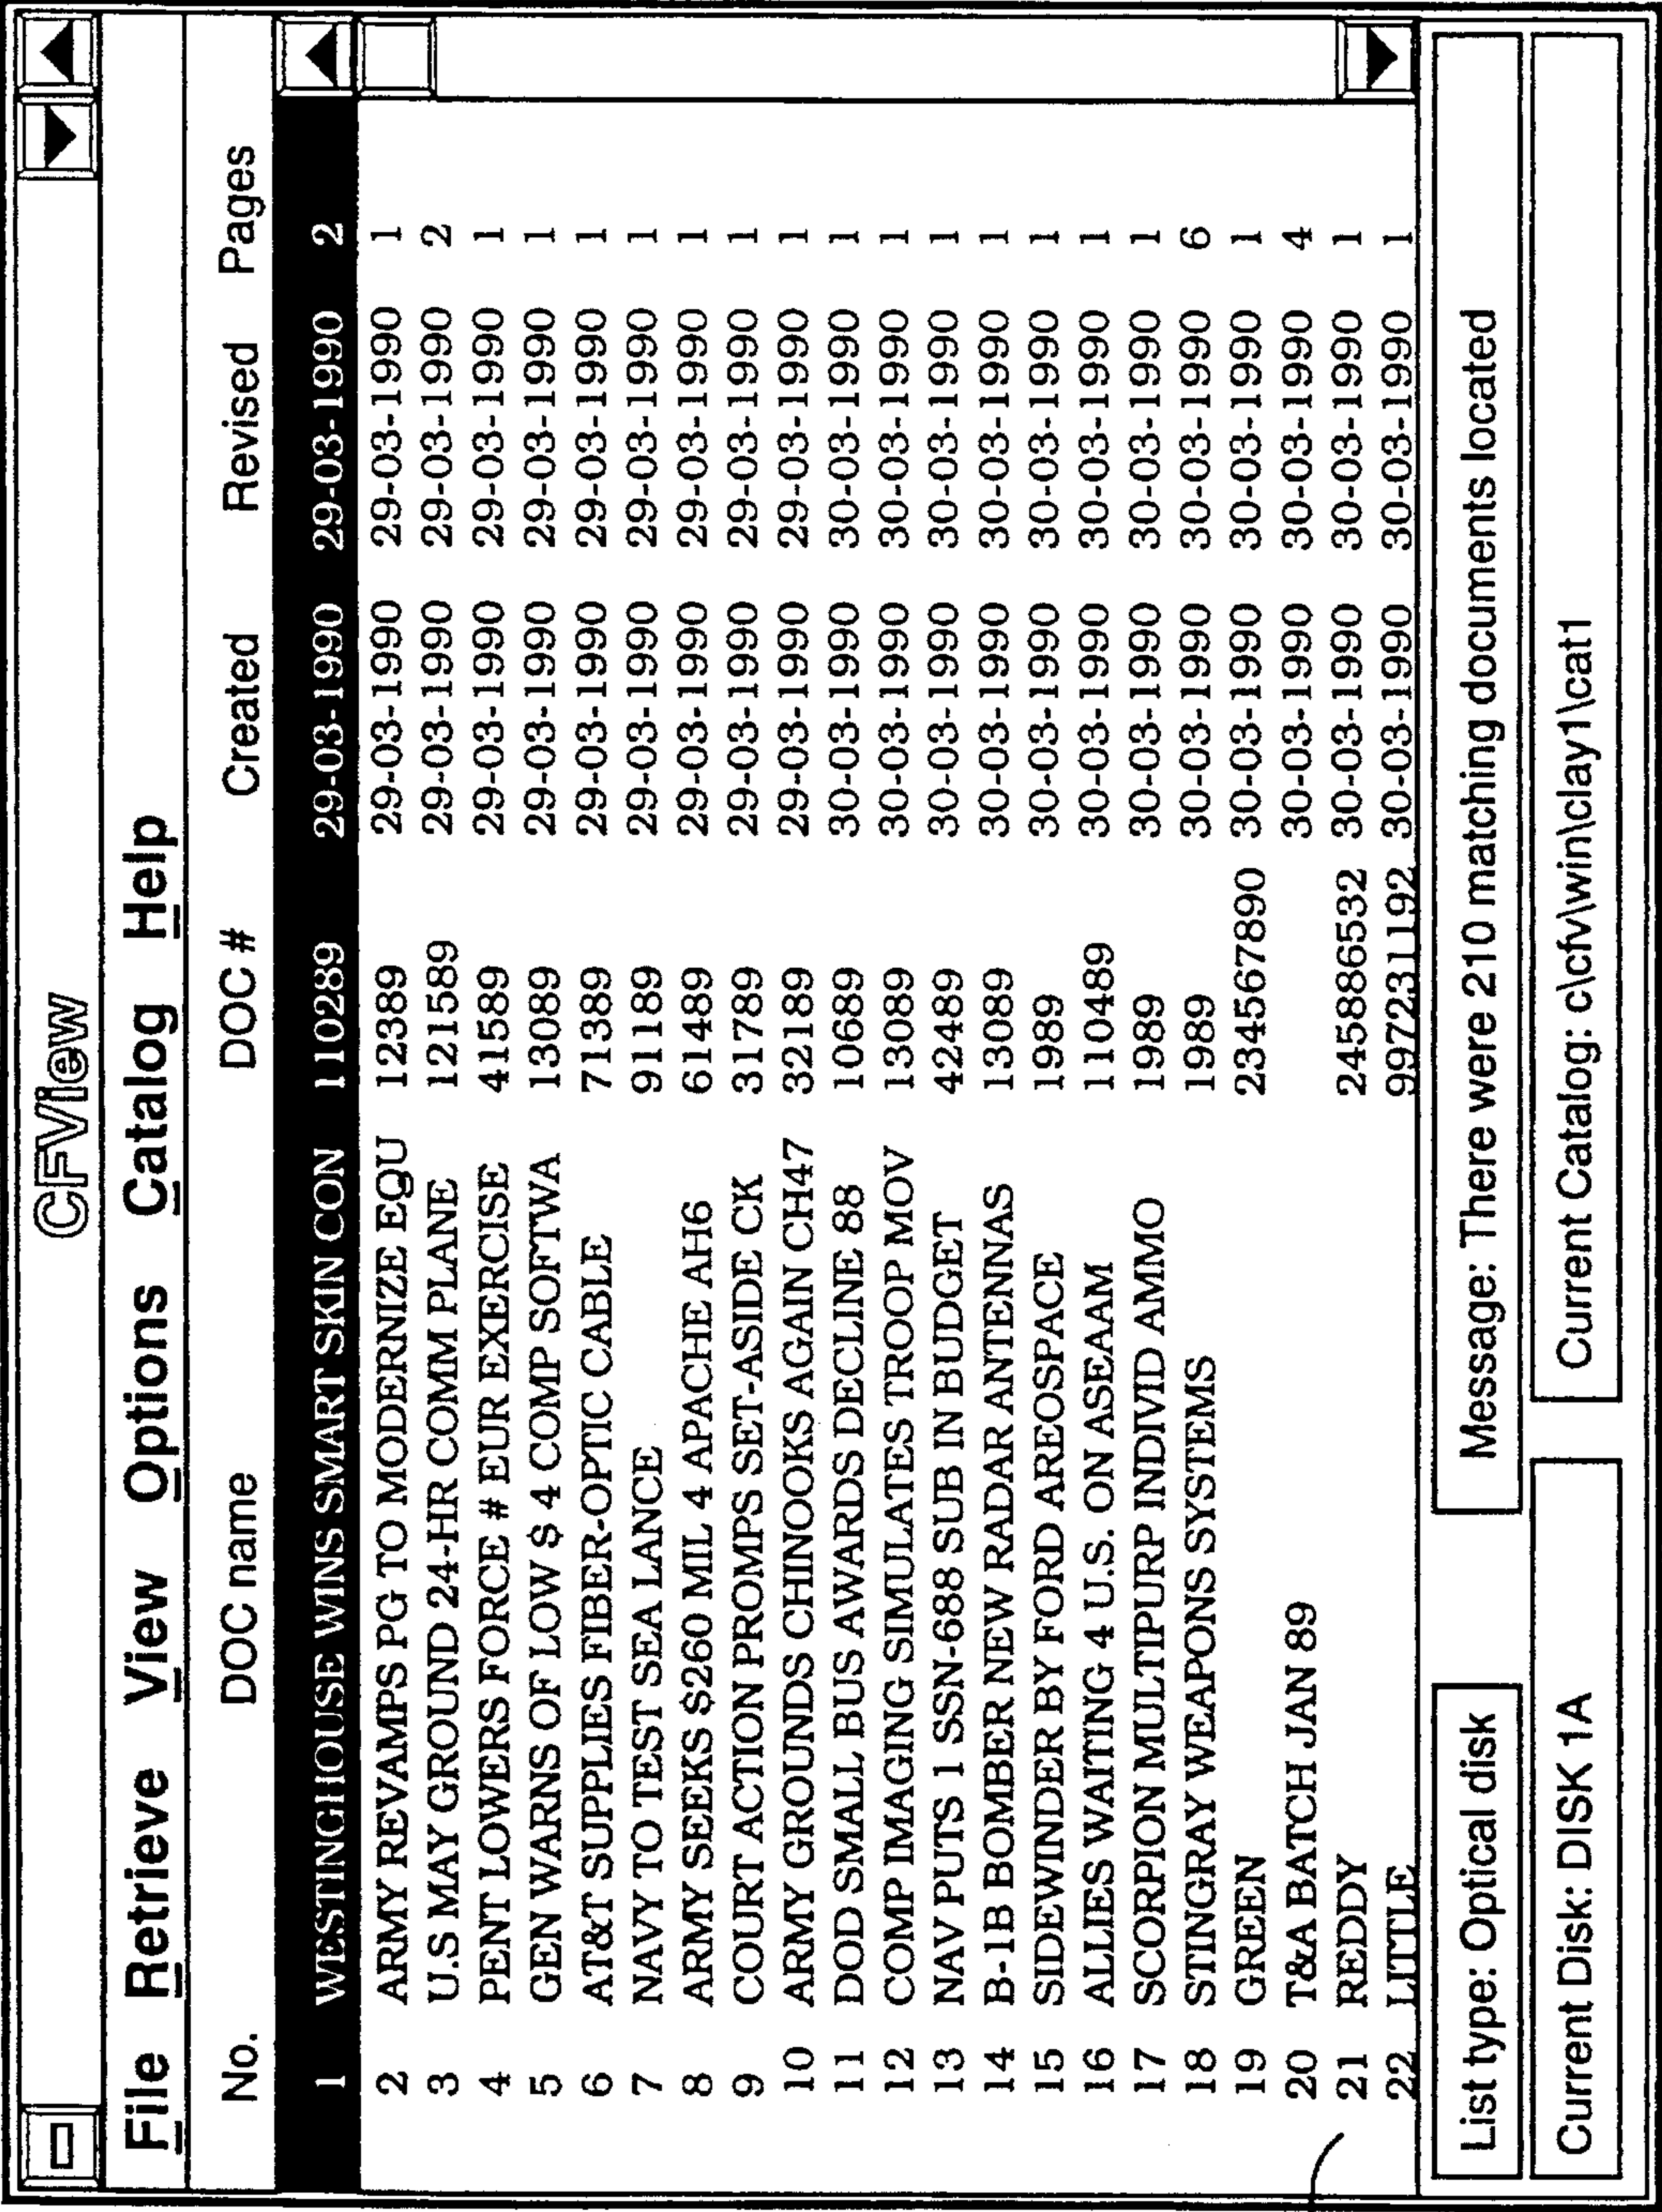 CFView
File Retrieve View Options Catalog Help
No. DOC name DOC # Created Revised Pages
1 WESTINGHOUSE WINS SMART SKIN CON 110289 29-03-1990 29-03-1990 2
2 ARMY REVAMPS PG TO MODERNIZE EQU 12389 29-03-1990 29-03-1990 1
3 U.S MAY GROUND 24-HR COMM PLANE 121589 29-03-1990 29-03-1990 2
4 PENT LOWERS FORCE # EUR EXERCISE 41589 29-03-1990 29-03-1990 1
5 GEN WARNS OF LOW $ 4 COMP SOFTWA 13089 29-03-1990 29-03-1990 1
6 AT&T SUPPLIES FIBER-OPTIC CABLE 71389 29-03-1990 29-03-1990 1
7 NAVY TO TEST SEA LANCE 91189 29-03-1990 29-03-1990 1
8 ARMY SEEKS $260 MIL 4 APACHE AH6 61489 29-03-1990 29-03-1990 1
9 COURT ACTION PROMPS SET-ASIDE CK 31789 29-03-1990 29-03-1990 1
10 ARMY GROUNDS CHINOOKS AGAIN CH47 32189 29-03-1990 29-03-1990 1
11 DOD SMALL BUS AWARDS DECLINE 88 10689 30-03-1990 30-03-1990 1
12 COMP IMAGING SIMULATES TROOP MOV 13089 30-03-1990 30-03-1990 1
13 NAV PUTS 1 SSN-688 SUB IN BUDGET 42489 30-03-1990 30-03-1990 1
14 B-1B BOMBER NEW RADAR ANTENNAS 13089 30-03-1990 30-03-1990 1
15 SIDEWINDER BY FORD AREOSPACE 1989 30-03-1990 30-03-1990 1
16 ALLIES WAITING 4 U.S. ON ASEAAM 110489 30-03-1990 30-03-1990 1
17 SCORPION MULTIPURP INDIVID AMMO 1989 30-03-1990 30-03-1990 1
18 STINGRAY WEAPONS SYSTEMS 1989 30-03-1990 30-03-1990 6
19 GREEN 234567890 30-03-1990 30-03-1990 1
20 T&A BATCH JAN 89 30-03-1990 30-03-1990 4
21 REDDY 245886532 30-03-1990 30-03-1990 1
22 LITTLE 997231192 30-03-1990 30-03-1990 1
List type: Optical disk Message: There were 2210 matching documents located
Current Disk: DISK 1A Current Catalog: c\cfv\win\clay1\cat1